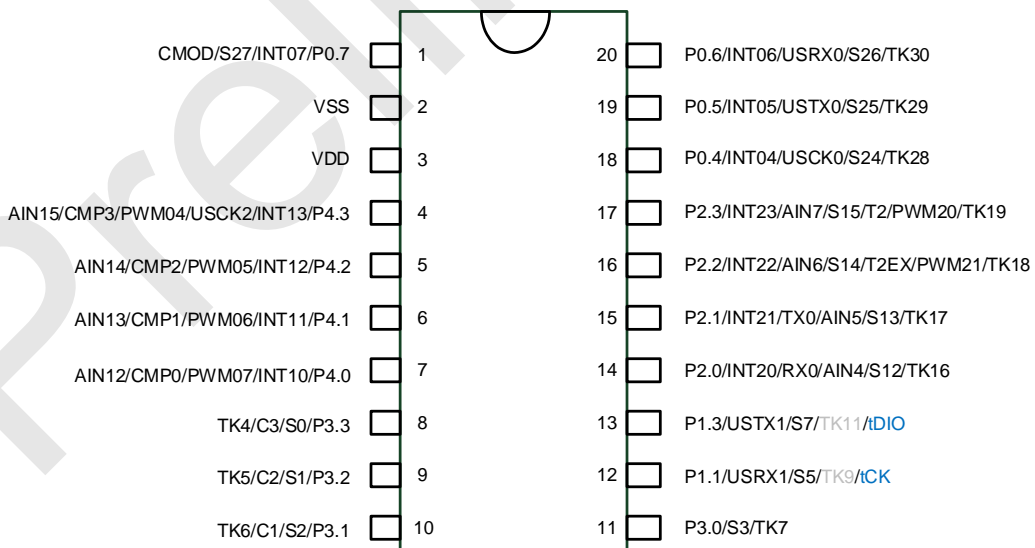 CMOD/S27/INT07/P0.7 1 20 P0.6/INT06/USRX0/S26/TK30
VSS 2 19 P0.5/INT05/USTX0/S25/TK29
VDD 3 18 P0.4/INT04/USCK0/S24/TK28
AIN15/CMP3/PWM04/USCK2/INT13/P4.3 4 17 P2.3/INT23/AIN7/S15/T2/PWM20/TK19
AIN14/CMP2/PWM05/INT12/P4.2 5 16 P2.2/INT22/AIN6/S14/T2EX/PWM21/TK18
AIN13/CMP1/PWM06/INT11/P4.1 6 15 P2.1/INT21/TX0/AIN5/S13/TK17
AIN12/CMP0/PWM07/INT10/P4.0 7 14 P2.0/INT20/RX0/AIN4/S12/TK16
TK4/C3/S0/P3.3 8 13 P1.3/USTX1/S7/TK11/tDIO
TK5/C2/S1/P3.2 9 12 P1.1/USRX1/S5/TK9/tCK
TK6/C1/S2/P3.1 10 11 P3.0/S3/TK7
Preli